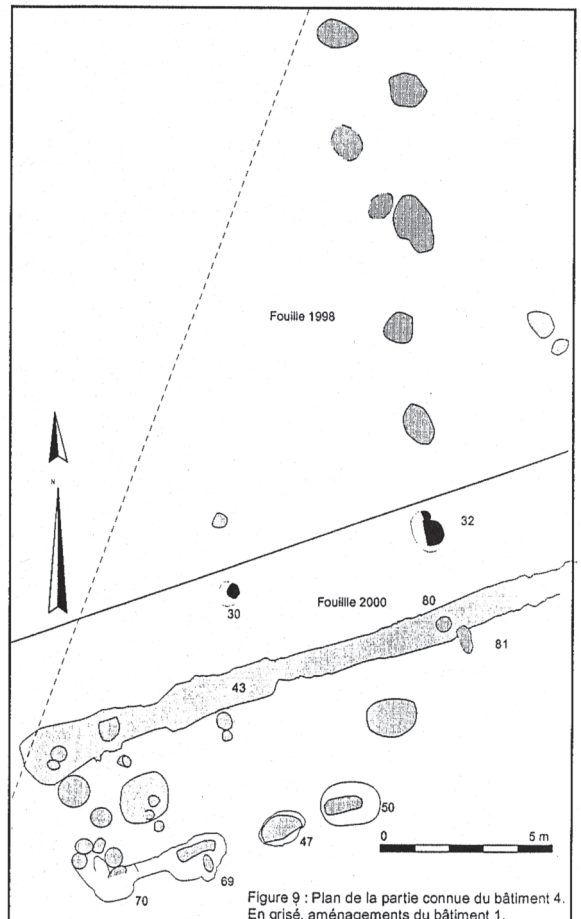 Fouille 1998
N
32
30
Fouillle 2000
80
81
43
50
47
0 5 m
69
70
Figure 9 : Plan de la partie connue du bâtiment 4.
En grisé, aménagements du bâtiment 1.